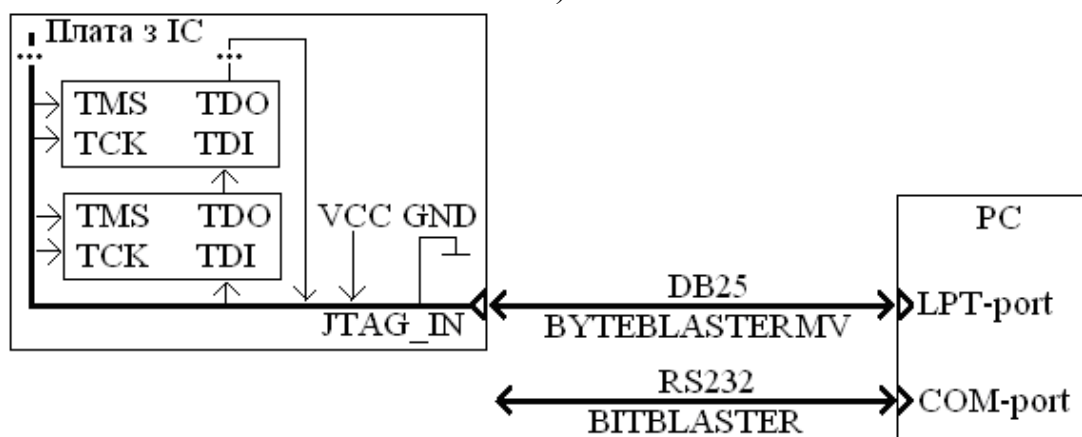 Плата з ІС
TMS TDO
TCK TDI
TMS TDO
TCK TDI
VCC GND
JTAG_IN
DB25
BYTEBLASTERMV
RS232
BITBLASTER
PC
LPT-port
COM-port